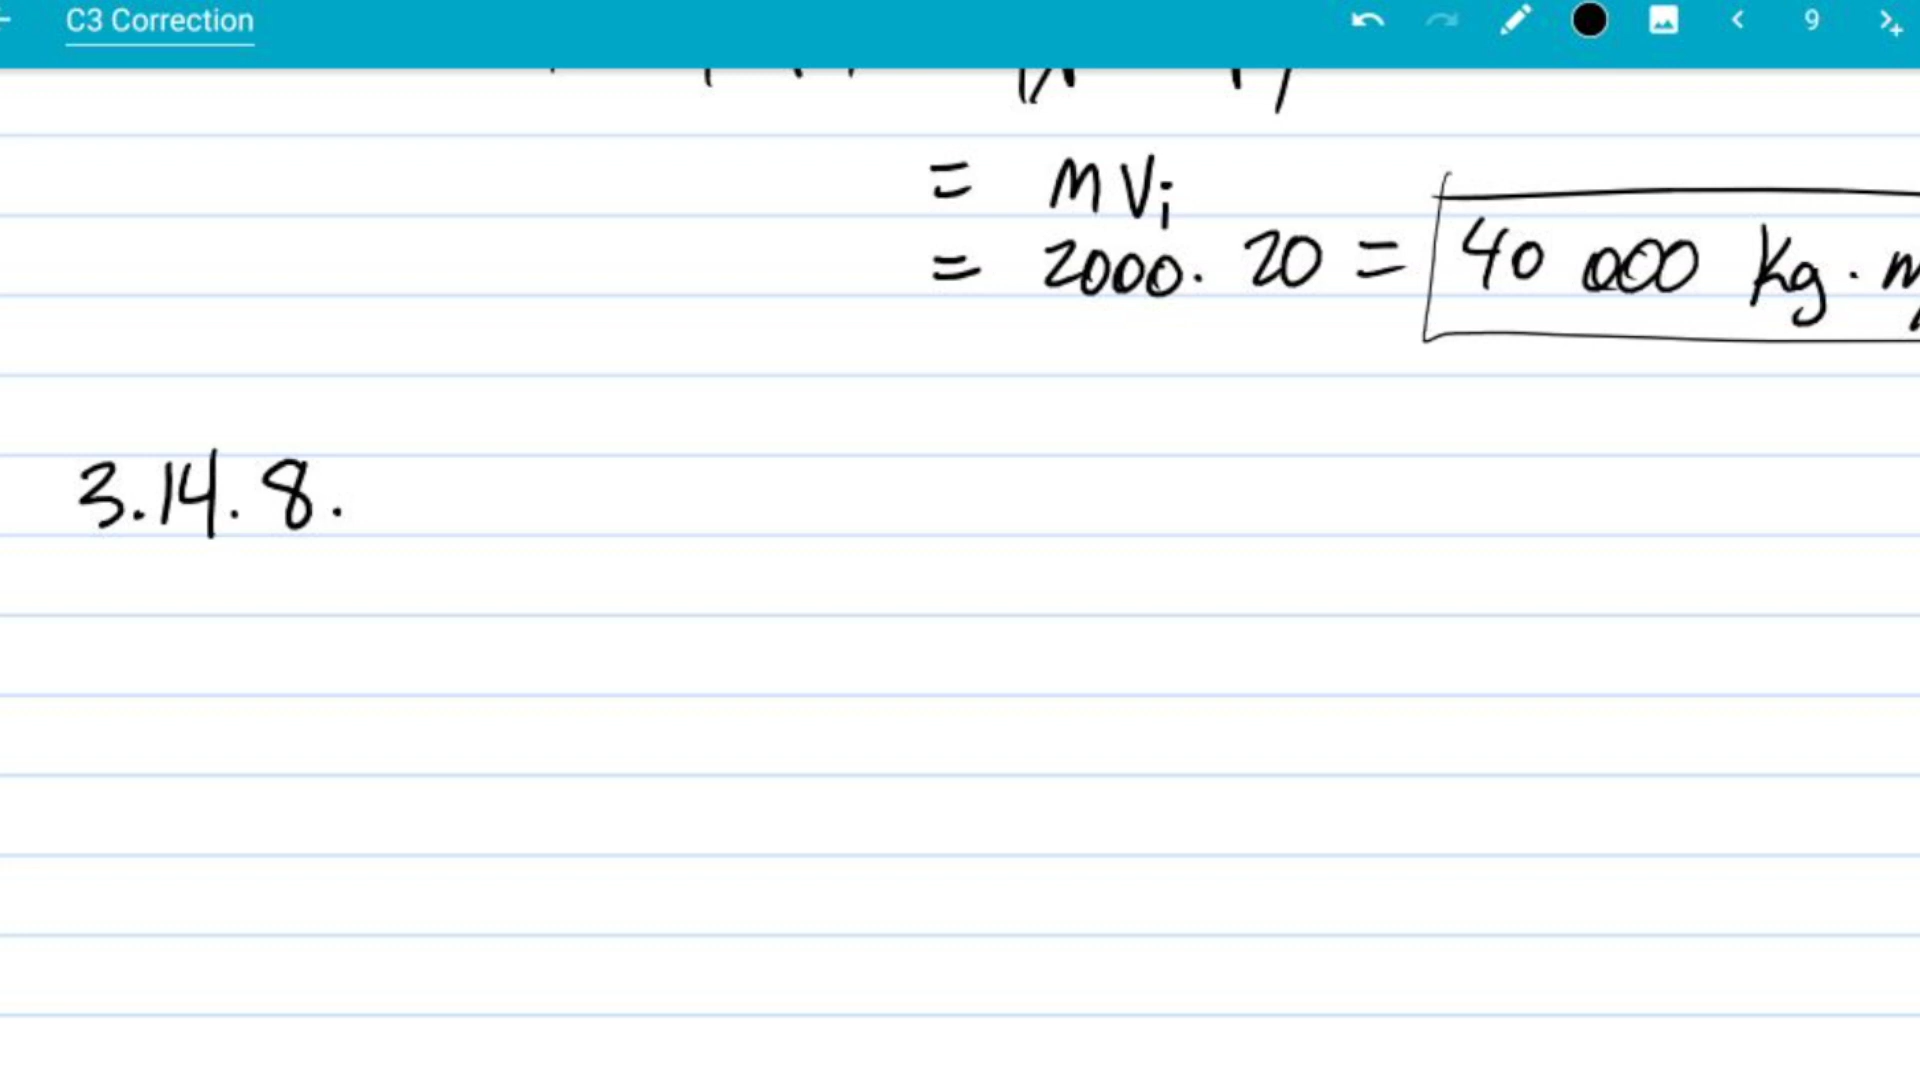 C3 Correction
9
= mVi
= 2000. 20 = 40 000 Kg. m
3.14.8.